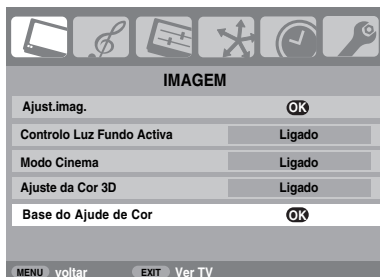 IMAGEM
Ajust.imag. OK
Controlo Luz Fundo Activa Ligado
Modo Cinema Ligado
Ajuste da Cor 3D Ligado
Base do Ajude de Cor OK
MENU voltar EXIT Ver TV